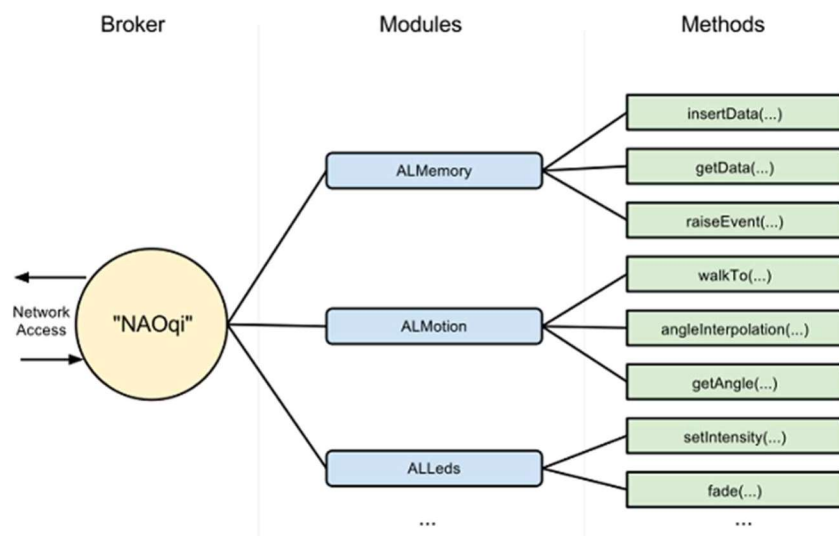 Broker
Modules
Methods
"NAOqi"
Network
Access
ALMemory
ALMotion
ALLeds
...
insertData(...)
getData(...)
raiseEvent(...)
walkTo(...)
angleInterpolation(...)
getAngle(...)
setIntensity(...)
fade(...)
...